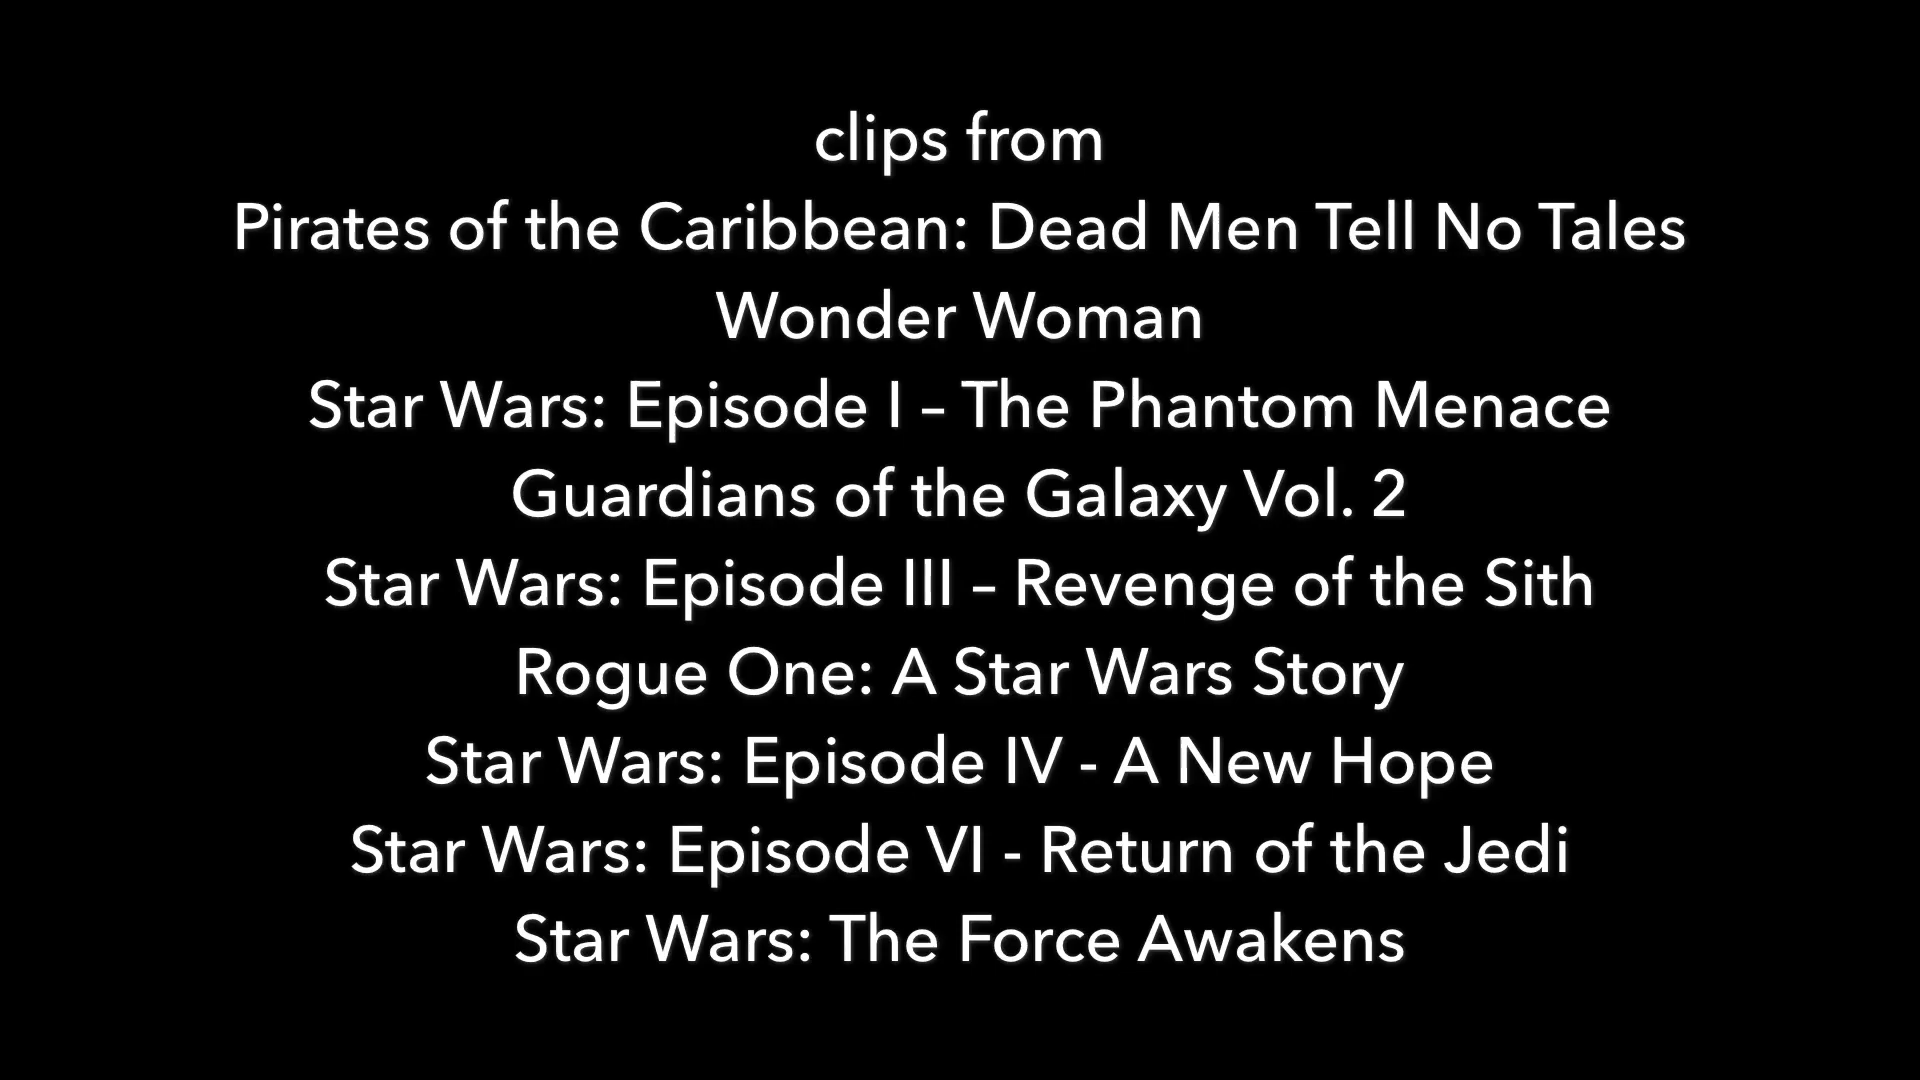 clips from
Pirates of the Caribbean: Dead Men Tell No Tales
Wonder Woman
Star Wars: Episode I – The Phantom Menace
Guardians of the Galaxy Vol. 2
Star Wars: Episode III – Revenge of the Sith
Rogue One: A Star Wars Story
Star Wars: Episode IV - A New Hope
Star Wars: Episode VI - Return of the Jedi
Star Wars: The Force Awakens